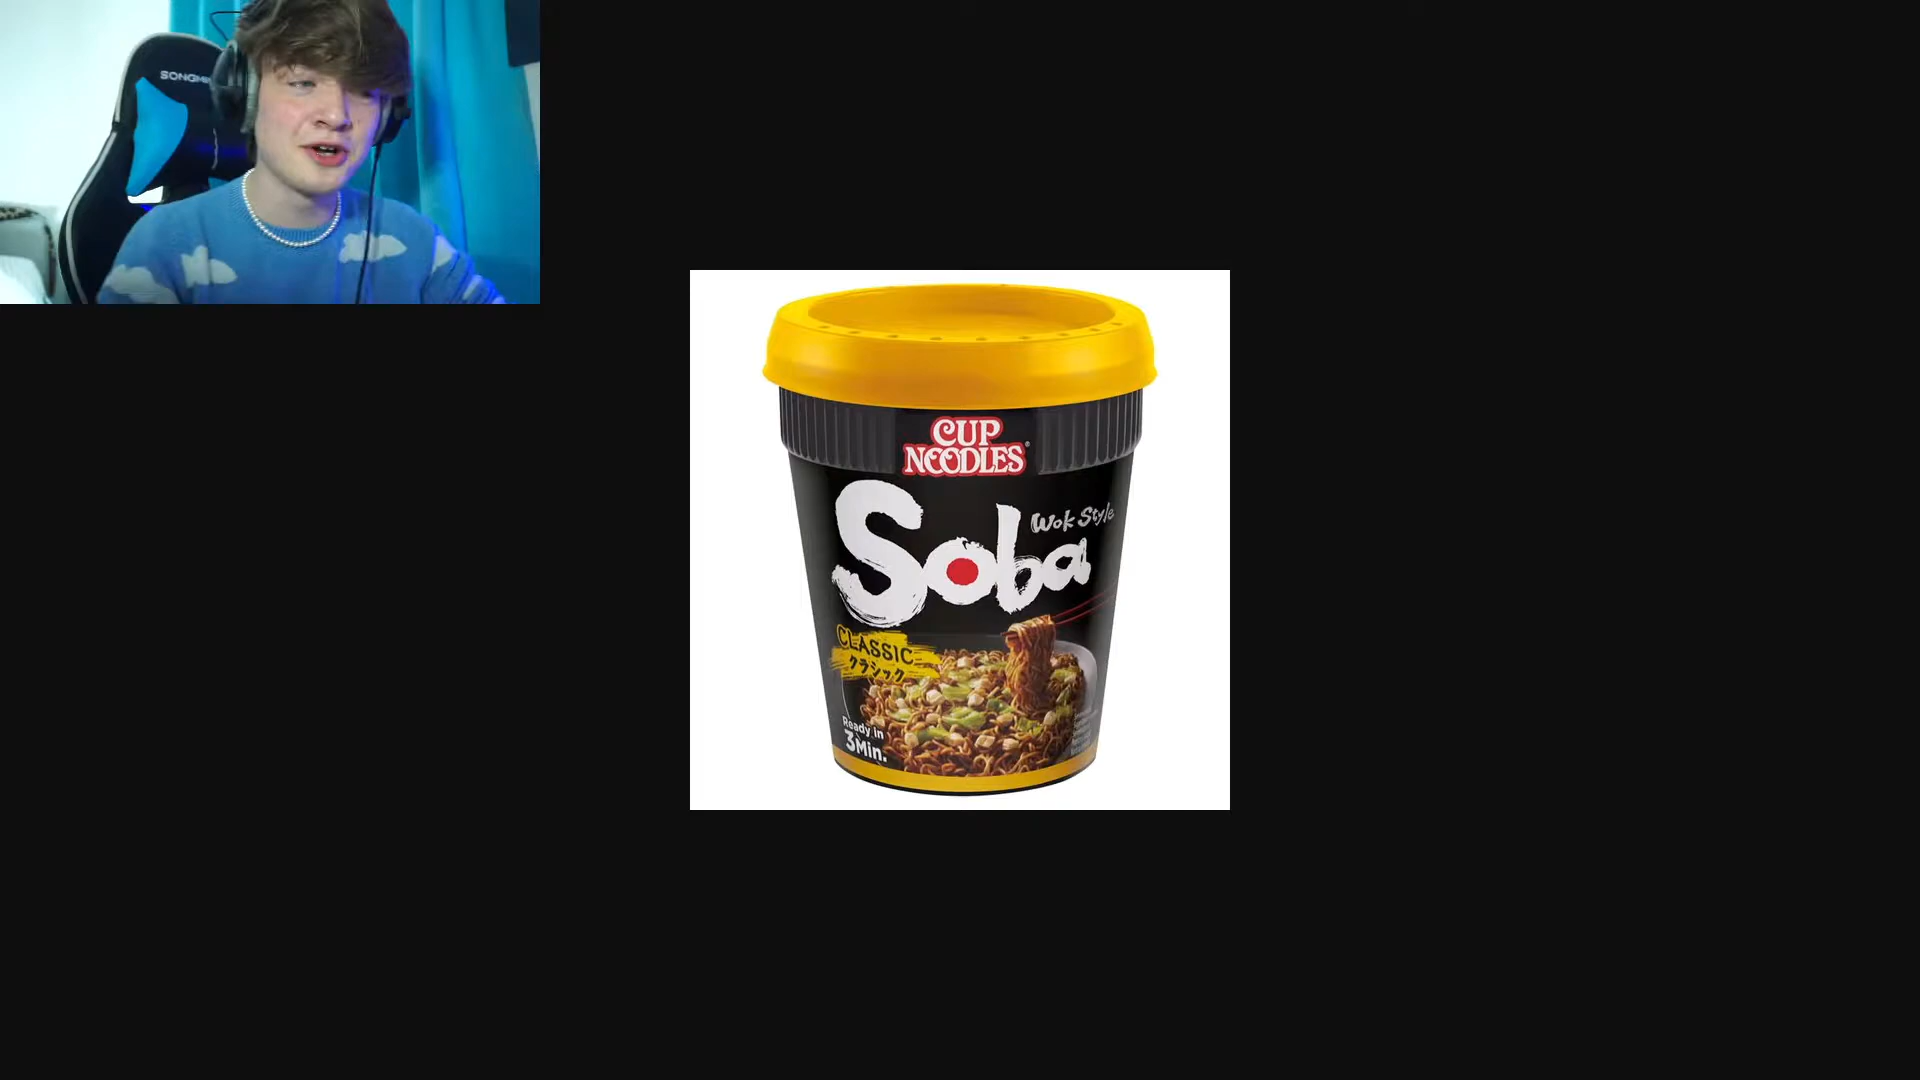 SONGMI
CUP
NOODLES
Wok Style
Soba
CLASSIC
クラシック
Ready in
3Min.